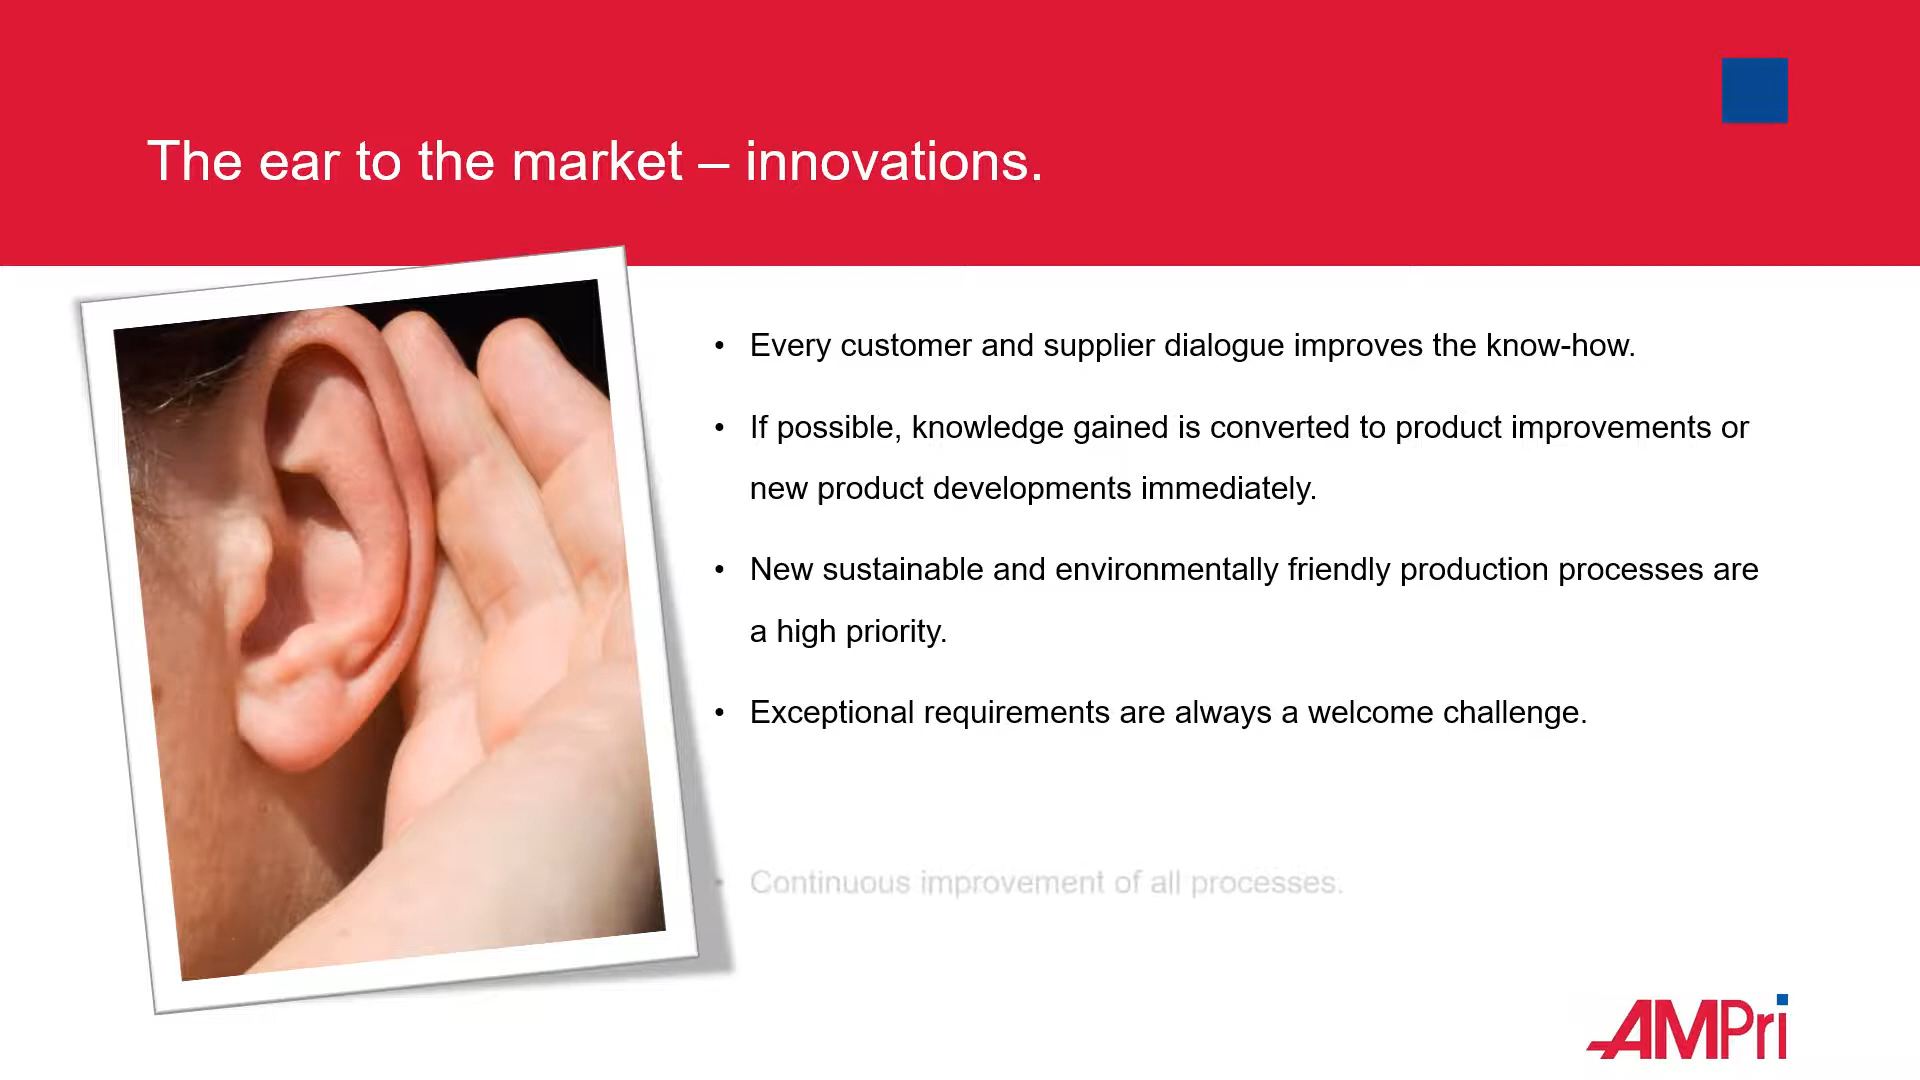 The ear to the market – innovations.
• Every customer and supplier dialogue improves the know-how.
• If possible, knowledge gained is converted to product improvements or
new product developments immediately.
• New sustainable and environmentally friendly production processes are
a high priority.
• Exceptional requirements are always a welcome challenge.
• Continuous improvement of all processes.
AMPri